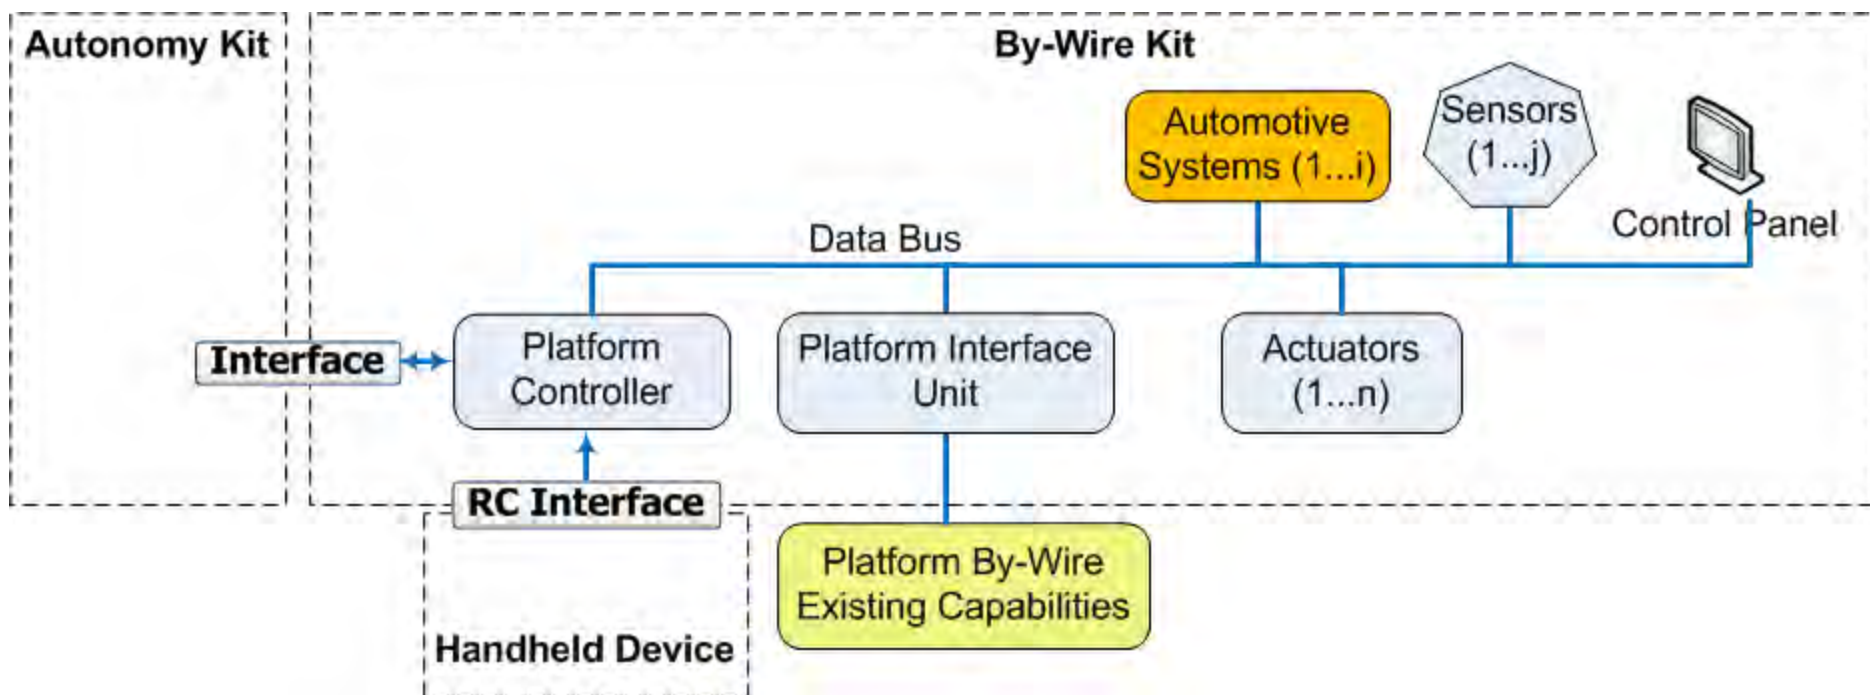 Autonomy Kit
By-Wire Kit
Automotive
Systems (1...i)
Sensors
(1...j)
Control Panel
Data Bus
Interface
Platform
Controller
Platform Interface
Unit
Actuators
(1...n)
RC Interface
Platform By-Wire
Existing Capabilities
Handheld Device